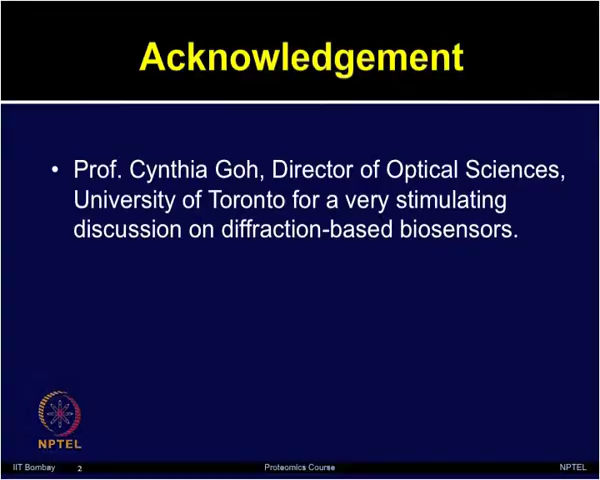 Acknowledgement
• Prof. Cynthia Goh, Director of Optical Sciences,
University of Toronto for a very stimulating
discussion on diffraction-based biosensors.
NPTEL
IIT Bombay 2 Proteomics Course NPTEL